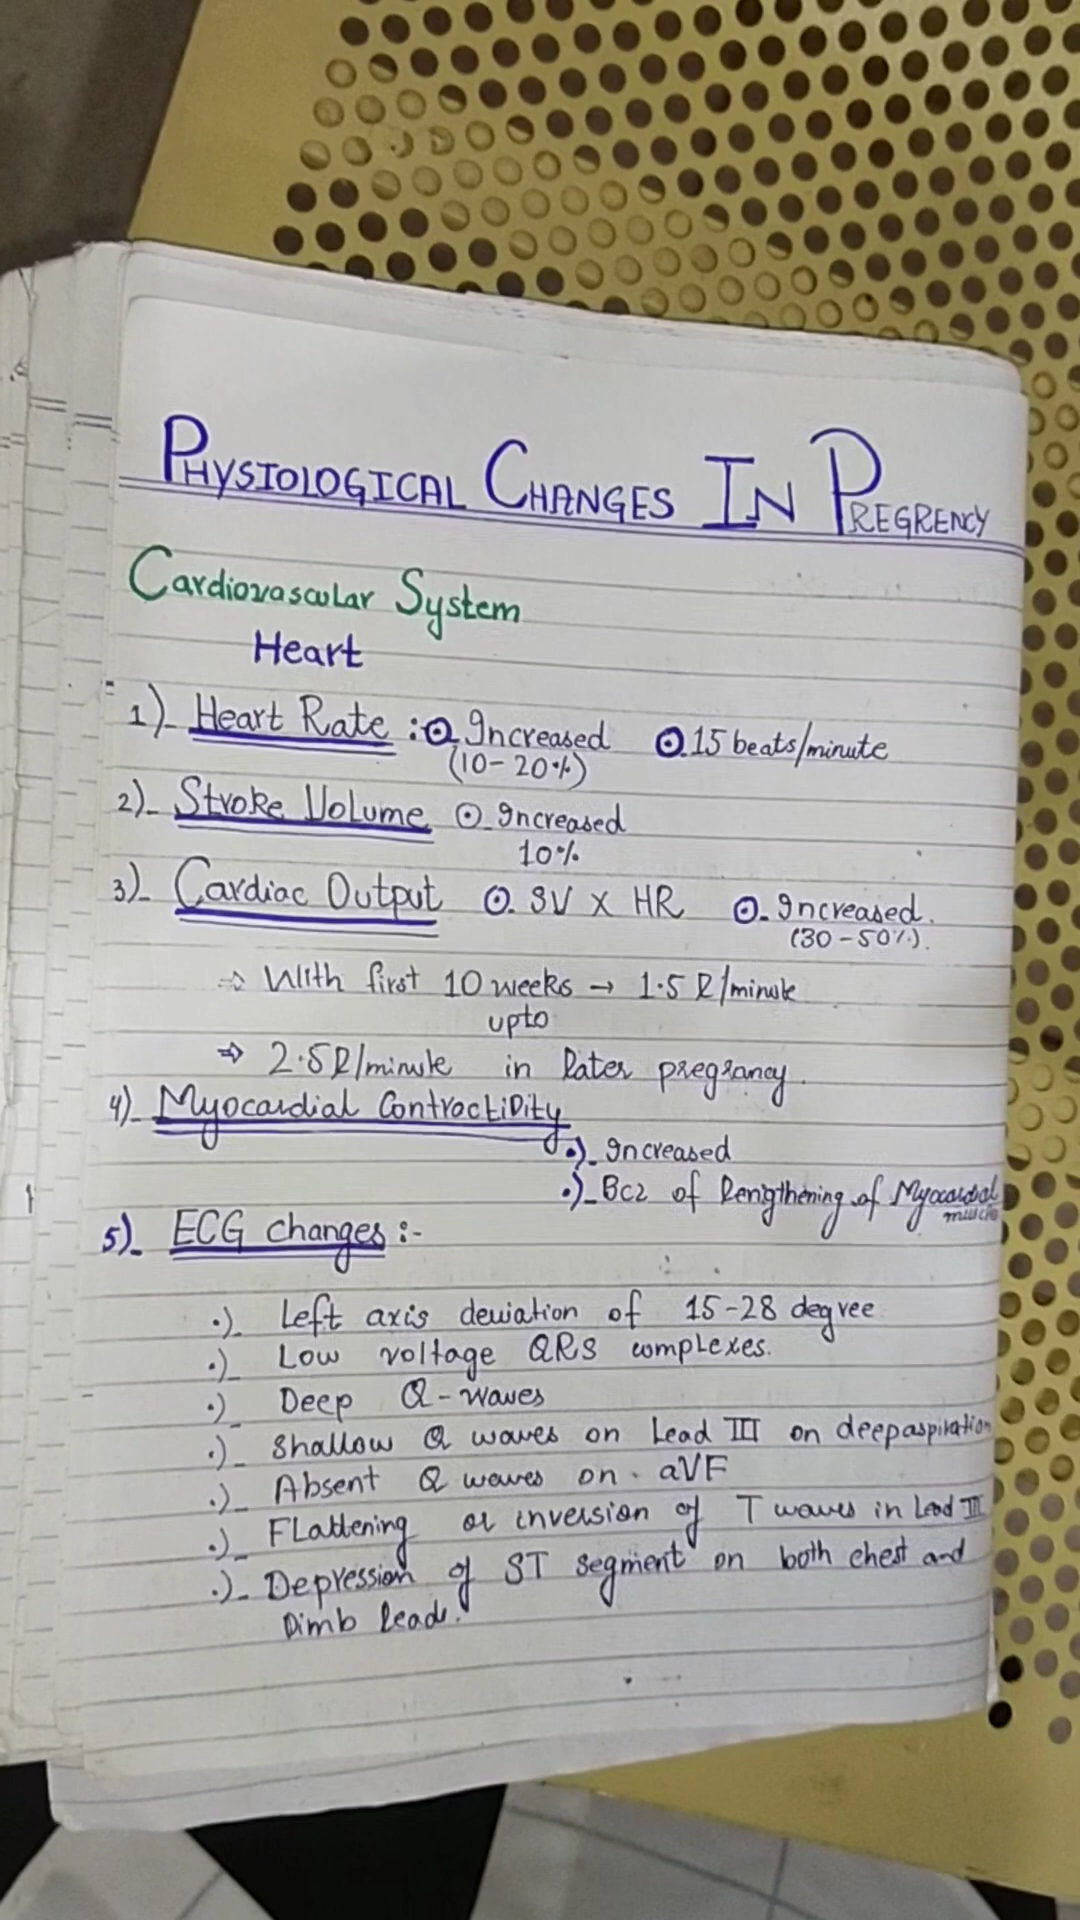 PHYSIOLOGICAL CHANGES IN PREGRENCY
Cardiovascular System
Heart
1)- Heart Rate : Increased 15 beats/minute
(10-20%)
2)- Stroke Volume Increased
10%
3)- Cardiac Output SV X HR Increased.
(30-50%).
⇒ With first 10 weeks → 1.5 l/minute
upto
⇒ 2.5l/minute in later pregnancy.
4)- Myocardial Contractility
•)- Increased
•)- Bcz of lenigthening of Myocardial
muscle
5)- ECG changes :-
•)- Left axis deviation of 15-28 degree
•)- Low voltage QRS complexes.
•)- Deep Q-waves
•)- Shallow Q waves on Lead III on deepaspiration
•)- Absent Q waves on aVF
•)- Flattening or inversion of T waves in Lead III
•)- Depression of ST segment on both chest and
limb leads.